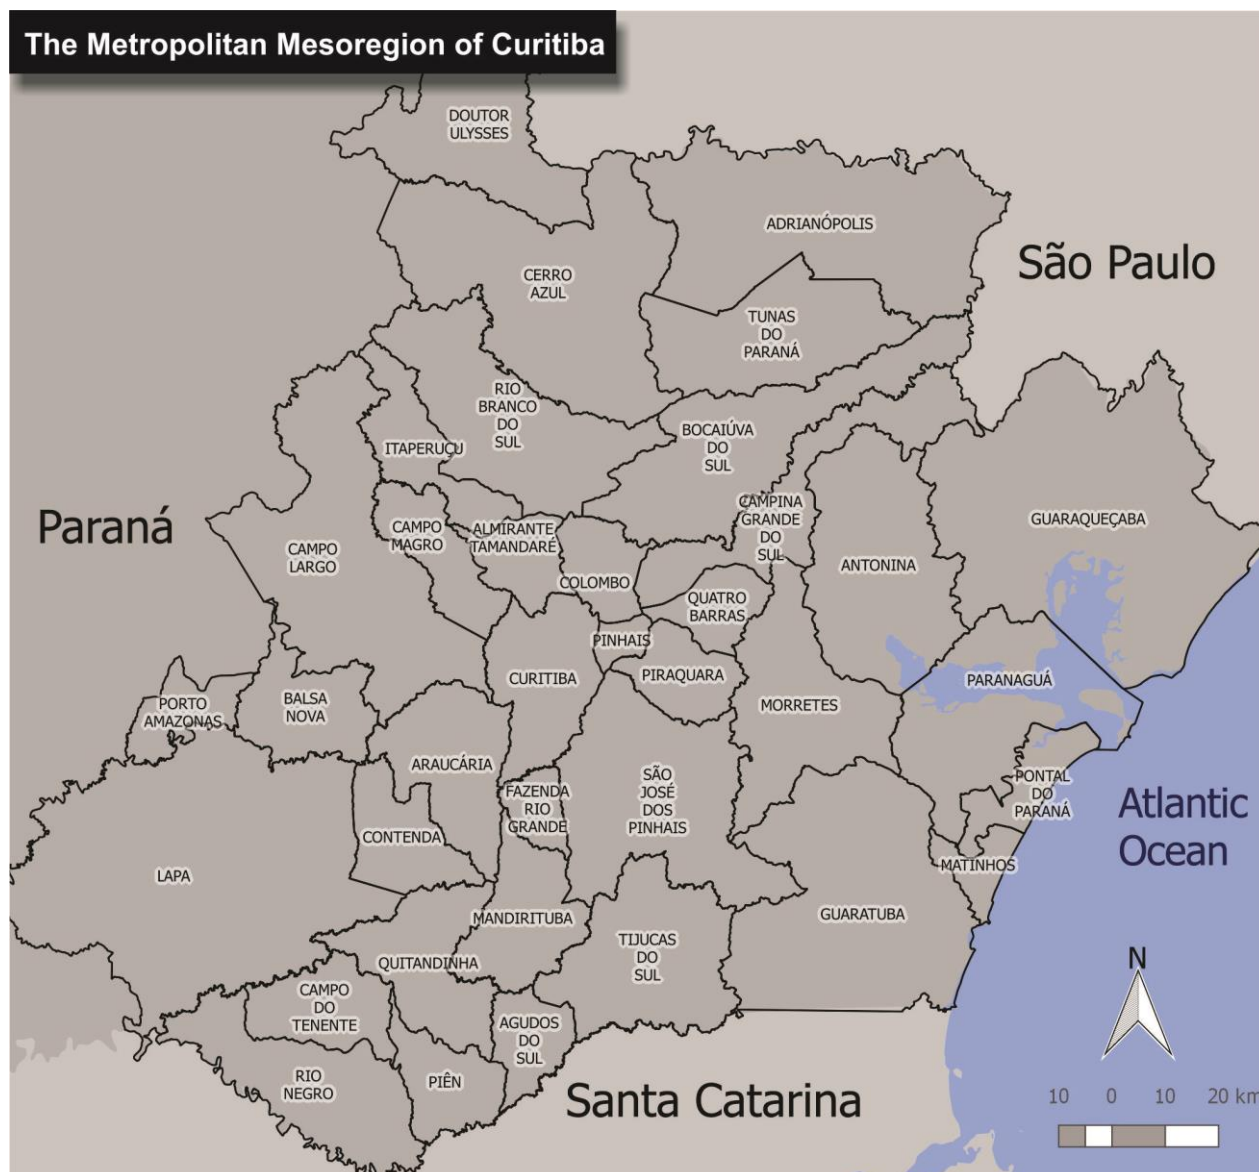 The Metropolitan Mesoregion of Curitiba
DOUTOR
ULYSSES
ADRIANÓPOLIS
São Paulo
CERRO
AZUL
TUNAS
DO
PARANÁ
RIO
BRANCO
DO
SUL
ITAPERUÇU
BOCAIÚVA
DO
SUL
Paraná
CAMPO
LARGO
CAMPO
MAGRO
ALMIRANTE
TAMANDARÉ
COLOMBO
CAMPINA
GRANDE
DO
SUL
QUATRO
BARRAS
ANTONINA
GUARAQUEÇABA
PINHAIS
PIRAQUARA
CURITIBA
PARANAGUÁ
MORRETES
PORTO
AMAZONAS
BALSA
NOVA
ARAUCÁRIA
FAZENDA
RIO
GRANDE
SÃO
JOSÉ
DOS
PINHAIS
PONTAL
DO
PARANÁ
Atlantic
Ocean
CONTENDA
LAPA
MATINHOS
MANDIRITUBA
GUARATUBA
QUITANDINHA
TIJUCAS
DO
SUL
CAMPO
DO
TENENTE
AGUDOS
DO
SUL
RIO
NEGRO
PIÊN
Santa Catarina
N
10 0 10 20 km